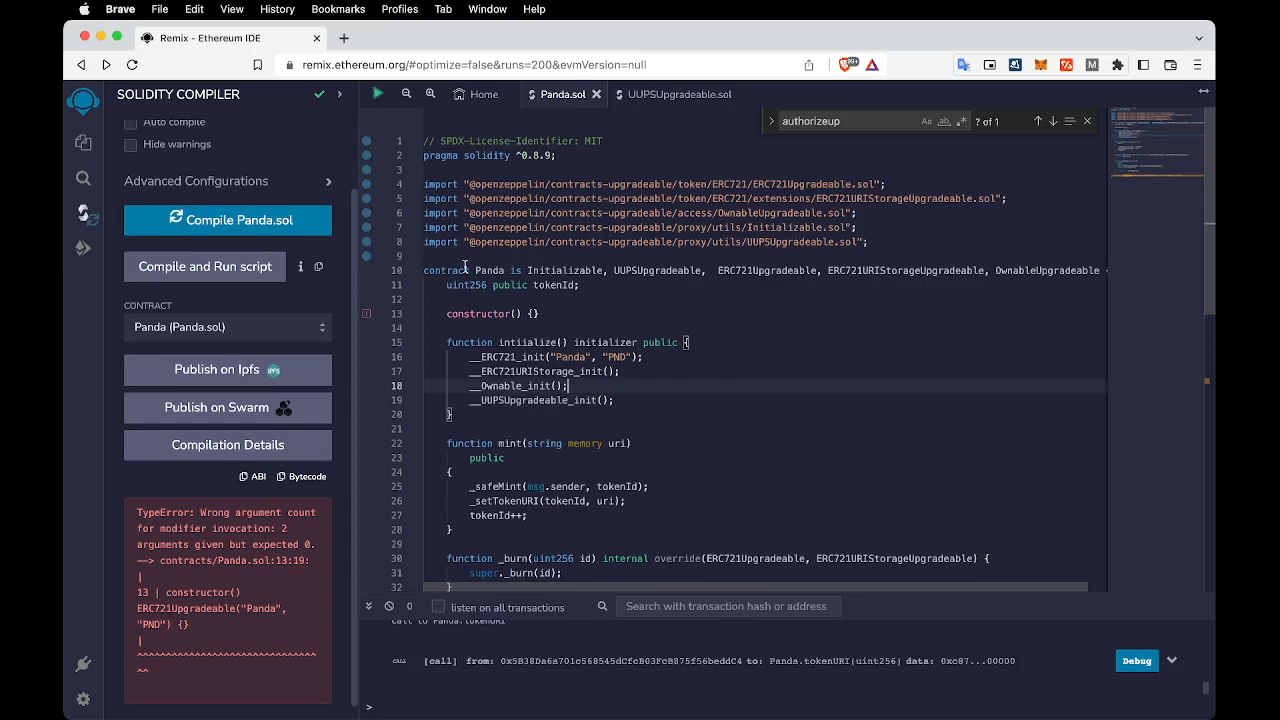 Brave File Edit View History Bookmarks Profiles Tab Window Help
Remix - Ethereum IDE
remix.ethereum.org/#optimize=false&runs=200&evmVersion=null
99+
SOLIDITY COMPILER
Home
Panda.sol
UUPSUpgradeable.sol
Auto compile
Hide warnings
Advanced Configurations
Compile Panda.sol
Compile and Run script
CONTRACT
Panda (Panda.sol)
Publish on Ipfs
IPFS
Publish on Swarm
Compilation Details
ABI Bytecode
TypeError: Wrong argument count
for modifier invocation: 2
arguments given but expected 0.
--> contracts/Panda.sol:13:19:
|
13 | constructor()
ERC721Upgradeable("Panda",
"PND") {}
|
^^^^^^^^^^^^^^^^^^^^^^^^^^^^^^^
^^
authorizeup
Aa ab .* ? of 1
1 // SPDX-License-Identifier: MIT
2 pragma solidity ^0.8.9;
3
4 import "@openzeppelin/contracts-upgradeable/token/ERC721/ERC721Upgradeable.sol";
5 import "@openzeppelin/contracts-upgradeable/token/ERC721/extensions/ERC721URIStorageUpgradeable.sol";
6 import "@openzeppelin/contracts-upgradeable/access/OwnableUpgradeable.sol";
7 import "@openzeppelin/contracts-upgradeable/proxy/utils/Initializable.sol";
8 import "@openzeppelin/contracts-upgradeable/proxy/utils/UUPSUpgradeable.sol";
9
10 contract Panda is Initializable, UUPSUpgradeable, ERC721Upgradeable, ERC721URIStorageUpgradeable, OwnableUpgradeable
11 uint256 public tokenId;
12
13 constructor() {}
14
15 function intiialize() initializer public {
16 __ERC721_init("Panda", "PND");
17 __ERC721URIStorage_init();
18 __Ownable_init();
19 __UUPSUpgradeable_init();
20 }
21
22 function mint(string memory uri)
23 public
24 {
25 _safeMint(msg.sender, tokenId);
26 _setTokenURI(tokenId, uri);
27 tokenId++;
28 }
29
30 function _burn(uint256 id) internal override(ERC721Upgradeable, ERC721URIStorageUpgradeable) {
31 super._burn(id);
32 }
0 listen on all transactions
Search with transaction hash or address
call to Panda.tokenURI
CALL [call] from: 0x5B38Da6a701c568545dCfcB03FcB875f56beddC4 to: Panda.tokenURI(uint256) data: 0xc87...00000
Debug
>